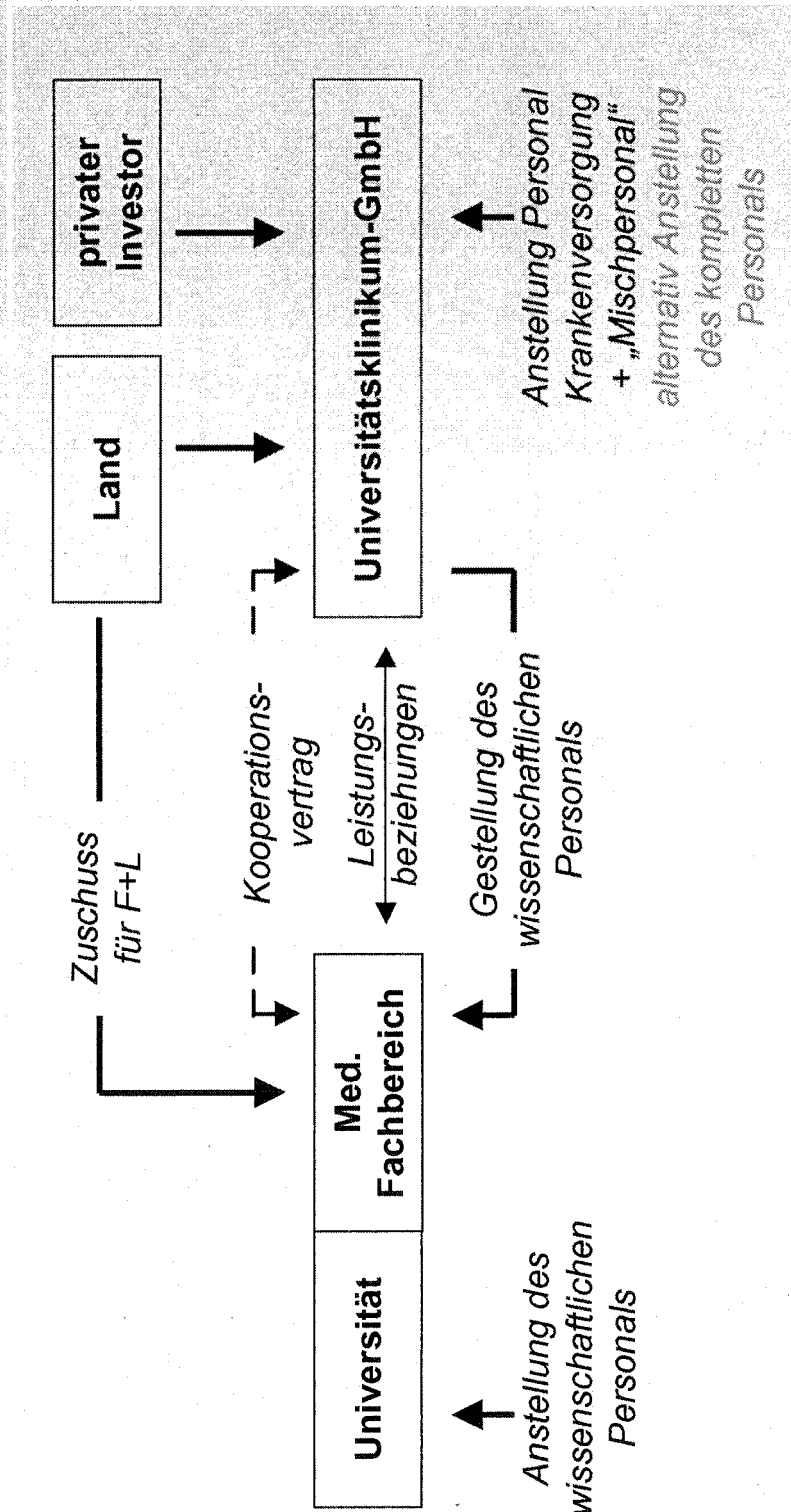 Zuschuss
für F+L
Land
privater
Investor
Kooperations-
vertrag
Leistungs-
beziehungen
Universität
Med.
Fachbereich
Universitätsklinikum-GmbH
Anstellung des
wissenschaftlichen
Personals
Gestellung des
wissenschaftlichen
Personals
Anstellung Personal
Krankenversorgung
+ „Mischpersonal“
alternativ Anstellung
des kompletten
Personals